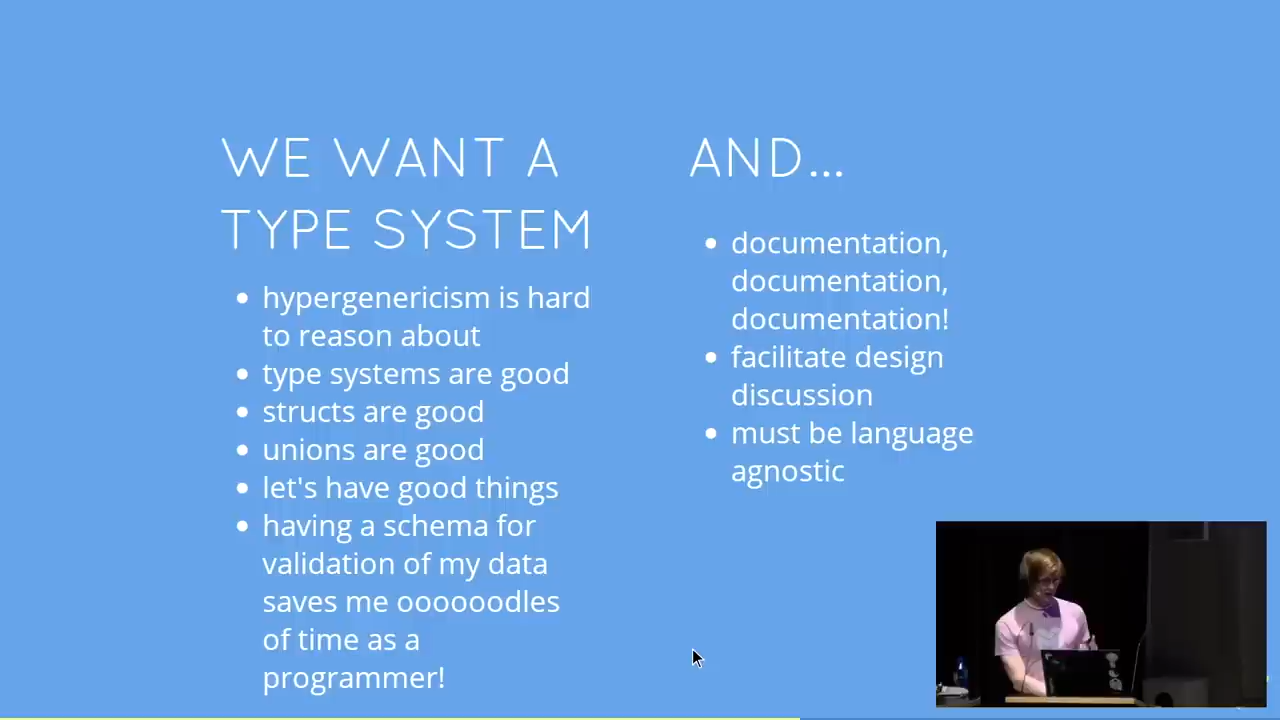 WE WANT A
TYPE SYSTEM
hypergenericism is hard
to reason about
type systems are good
structs are good
unions are good
let's have good things
having a schema for
validation of my data
saves me oooooodles
of time as a
programmer!
AND...
documentation,
documentation,
documentation!
facilitate design
discussion
must be language
agnostic